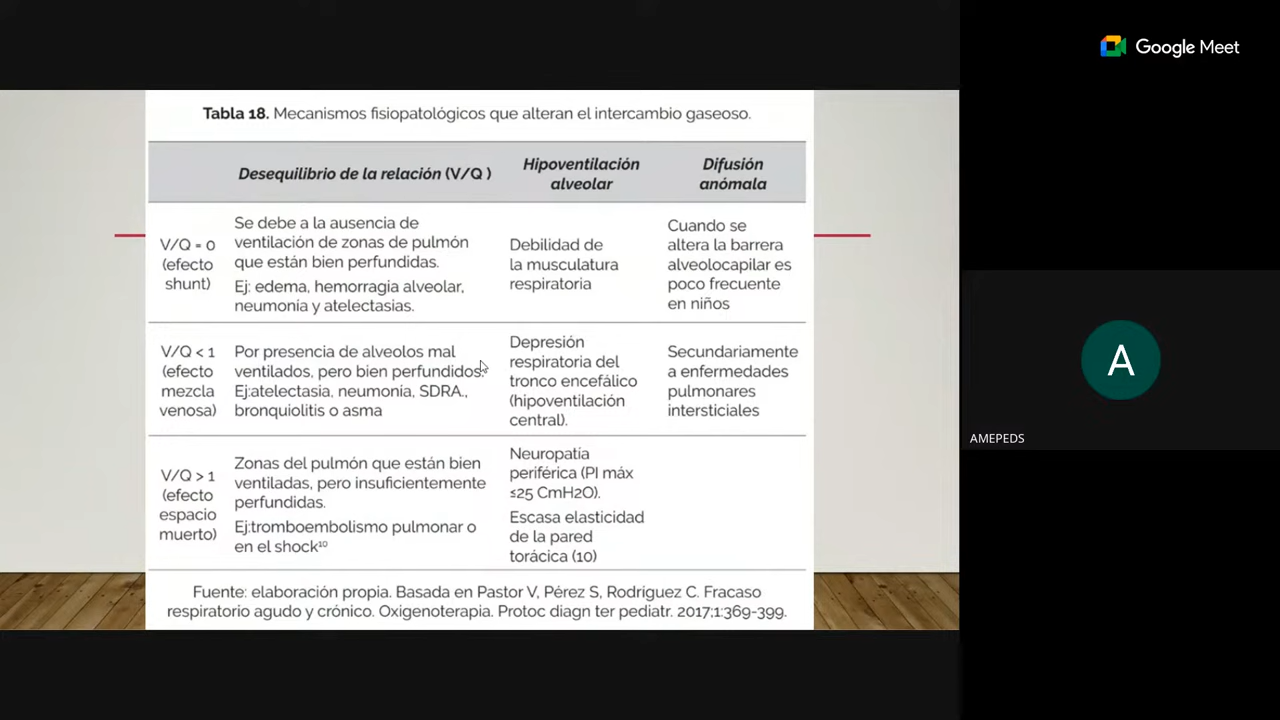 Google Meet
Tabla 18. Mecanismos fisiopatológicos que alteran el intercambio gaseoso.
Desequilibrio de la relación (V/Q )
Hipoventilación
alveolar
Difusión
anómala
V/Q = 0
(efecto
shunt)
Se debe a la ausencia de
ventilación de zonas de pulmón
que están bien perfundidas.
Ej: edema, hemorragia alveolar,
neumonía y atelectasias.
Debilidad de
la musculatura
respiratoria
Cuando se
altera la barrera
alveolocapilar es
poco frecuente
en niños
V/Q < 1
(efecto
mezcla
venosa)
Por presencia de alveolos mal
ventilados, pero bien perfundidos.
Ej:atelectasia, neumonía, SDRA.,
bronquiolitis o asma
Depresión
respiratoria del
tronco encefálico
(hipoventilación
central).
Secundariamente
a enfermedades
pulmonares
intersticiales
V/Q > 1
(efecto
espacio
muerto)
Zonas del pulmón que están bien
ventiladas, pero insuficientemente
perfundidas.
Ej:tromboembolismo pulmonar o
en el shock¹⁰
Neuropatía
periférica (PI máx
≤25 CmH2O).
Escasa elasticidad
de la pared
torácica (10)
Fuente: elaboración propia. Basada en Pastor V, Pérez S, Rodríguez C. Fracaso
respiratorio agudo y crónico. Oxigenoterapia. Protoc diagn ter pediatr. 2017;1:369-399.
A
AMEPEDS